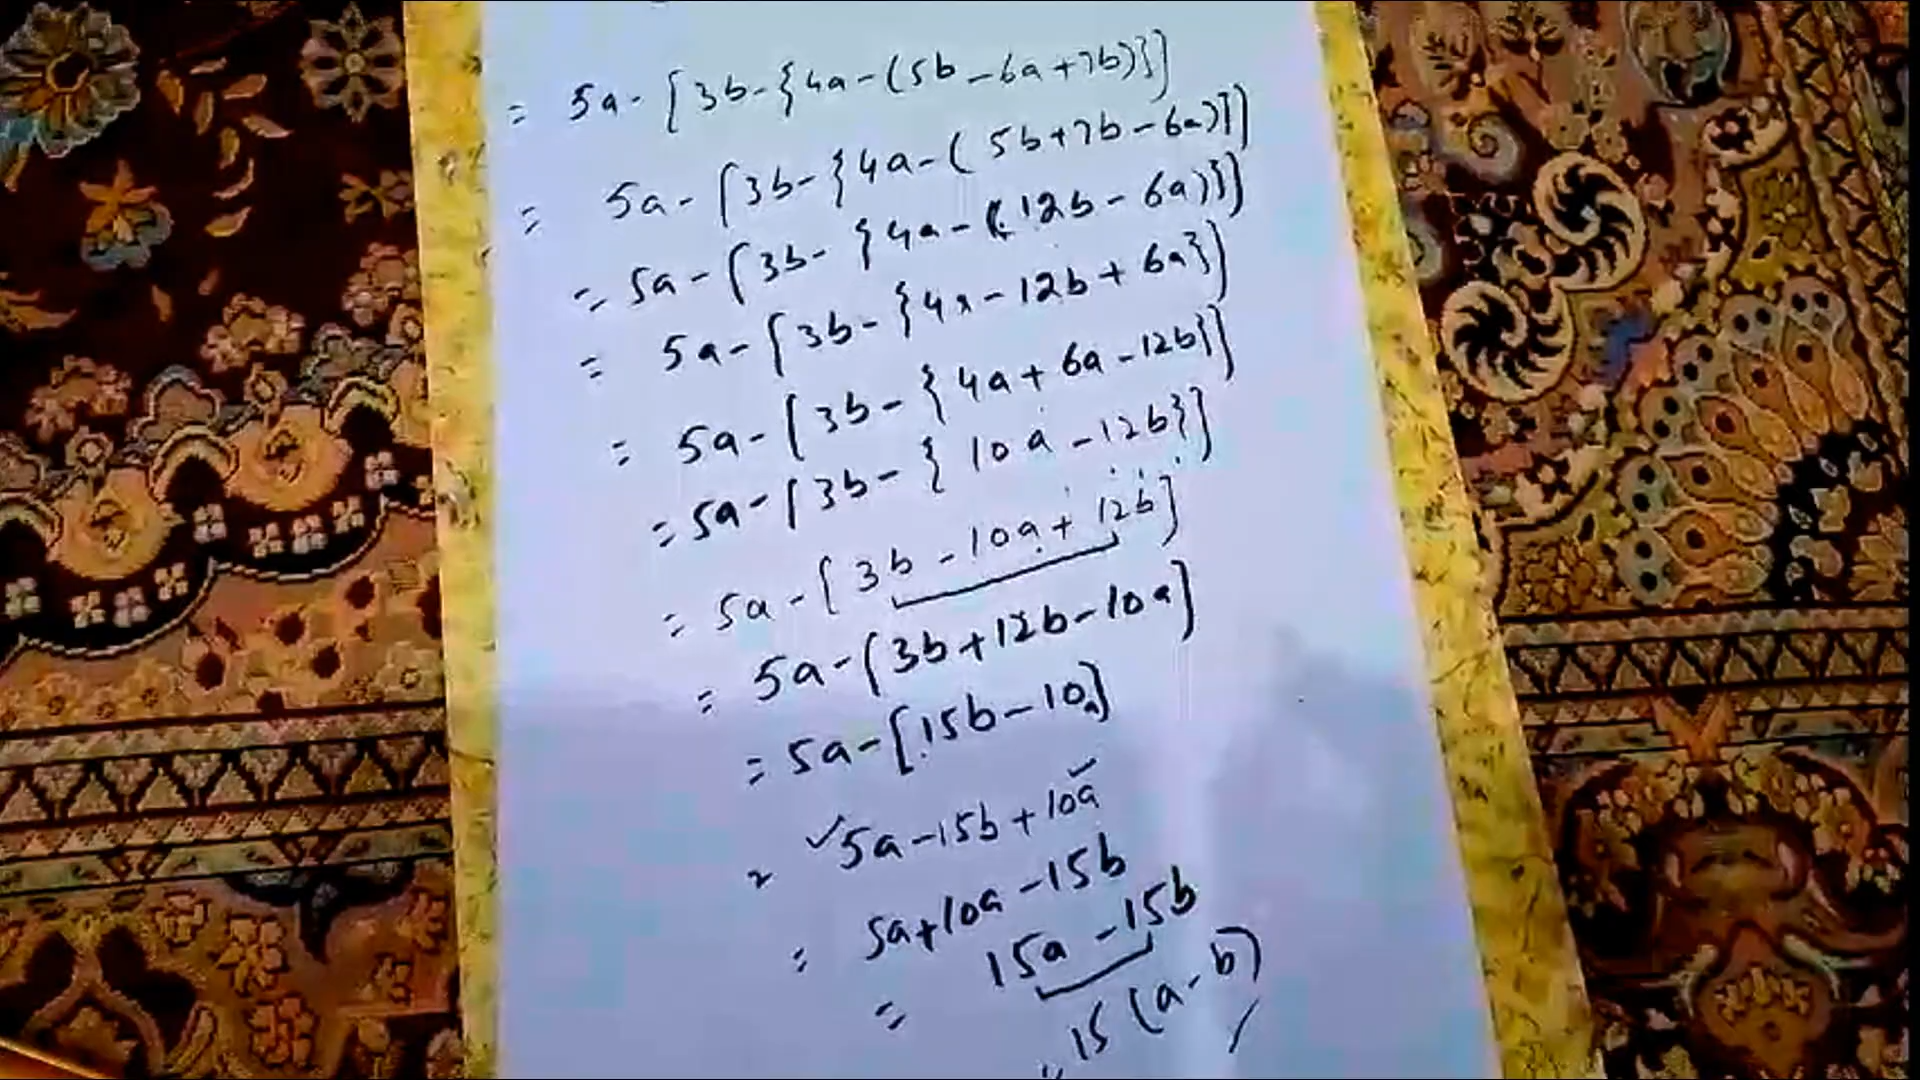 = 5a - [3b - {4a - (5b - 6a + 7b)}]
= 5a - [3b - {4a - (5b + 7b - 6a)}]
= 5a - [3b - {4a - (12b - 6a)}]
= 5a - [3b - {4a - 12b + 6a}]
= 5a - [3b - {4a + 6a - 12b}]
= 5a - [3b - {10a - 12b}]
= 5a - [3b - 10a + 12b]
= 5a - [3b + 12b - 10a]
= 5a - [15b - 10a]
= 5a - 15b + 10a
= 5a + 10a - 15b
= 15a - 15b
= 15 (a - b)